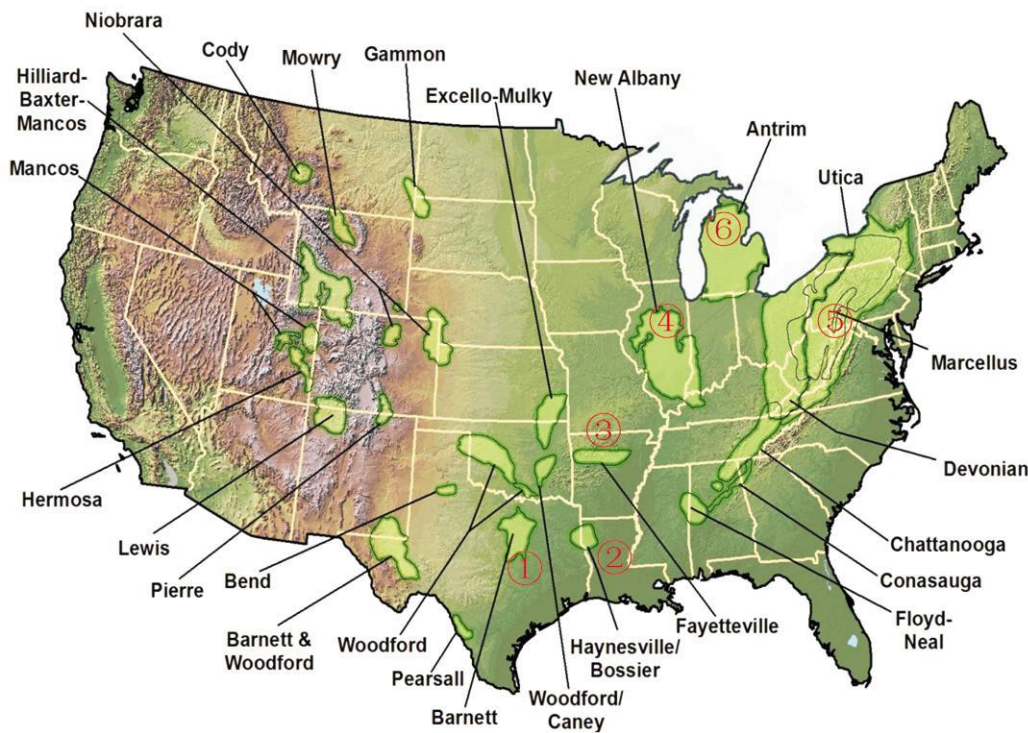 Niobrara
Cody
Mowry
Gammon
New Albany
Hilliard-
Baxter-
Mancos
Excello-Mulky
Antrim
Mancos
Utica
⑥
④
⑤
Marcellus
③
Devonian
Hermosa
Lewis
Chattanooga
Pierre
Bend
①
②
Conasauga
Floyd-
Neal
Barnett &
Woodford
Woodford
Fayetteville
Pearsall
Haynesville/
Bossier
Barnett
Woodford/
Caney